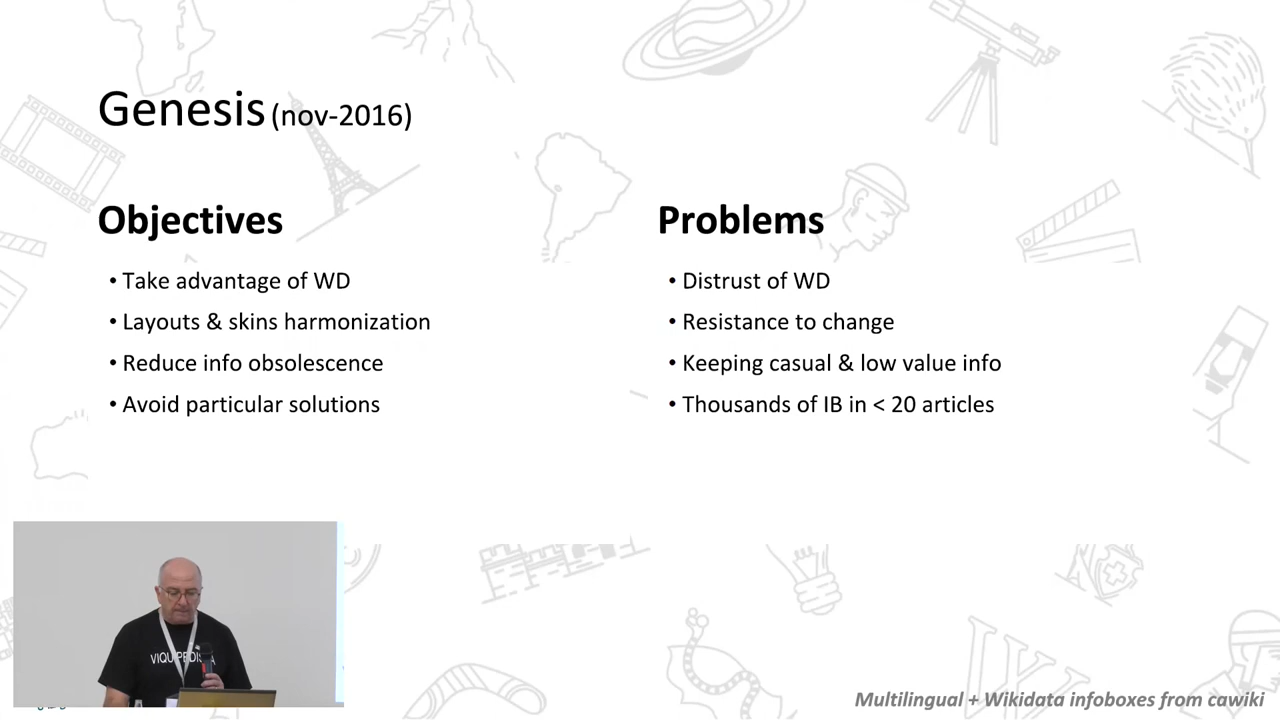 Genesis (nov-2016)
Objectives
• Take advantage of WD
• Layouts & skins harmonization
• Reduce info obsolescence
• Avoid particular solutions
Problems
• Distrust of WD
• Resistance to change
• Keeping casual & low value info
• Thousands of IB in < 20 articles
Multilingual + Wikidata infoboxes from cawiki